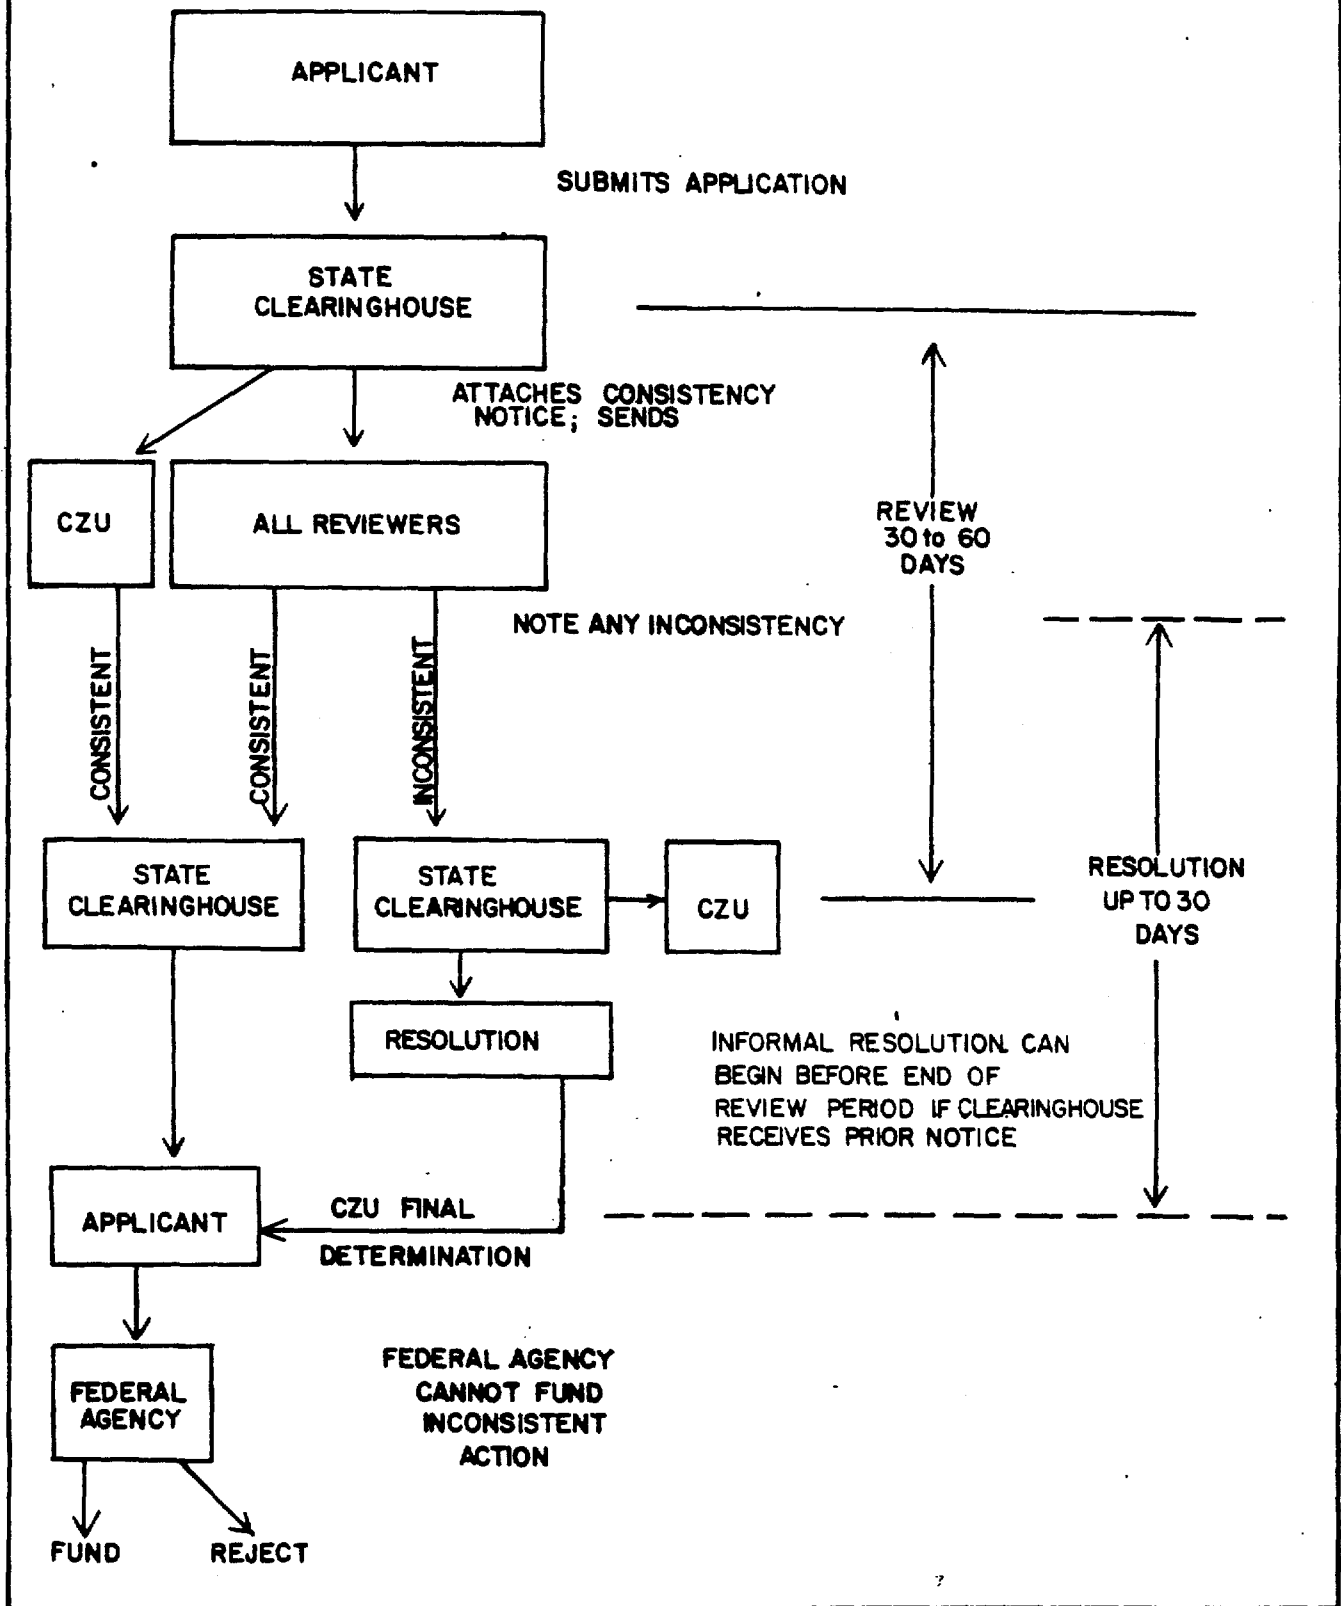 APPLICANT
SUBMITS APPLICATION
STATE
CLEARINGHOUSE
ATTACHES CONSISTENCY
NOTICE; SENDS
CZU
ALL REVIEWERS
REVIEW
30 to 60
DAYS
NOTE ANY INCONSISTENCY
CONSISTENT
CONSISTENT
INCONSISTENT
STATE
CLEARINGHOUSE
STATE
CLEARINGHOUSE
CZU
RESOLUTION
UP TO 30
DAYS
RESOLUTION
INFORMAL RESOLUTION CAN
BEGIN BEFORE END OF
REVIEW PERIOD IF CLEARINGHOUSE
RECEIVES PRIOR NOTICE
APPLICANT
CZU FINAL
DETERMINATION
FEDERAL
AGENCY
FEDERAL AGENCY
CANNOT FUND
INCONSISTENT
ACTION
FUND
REJECT